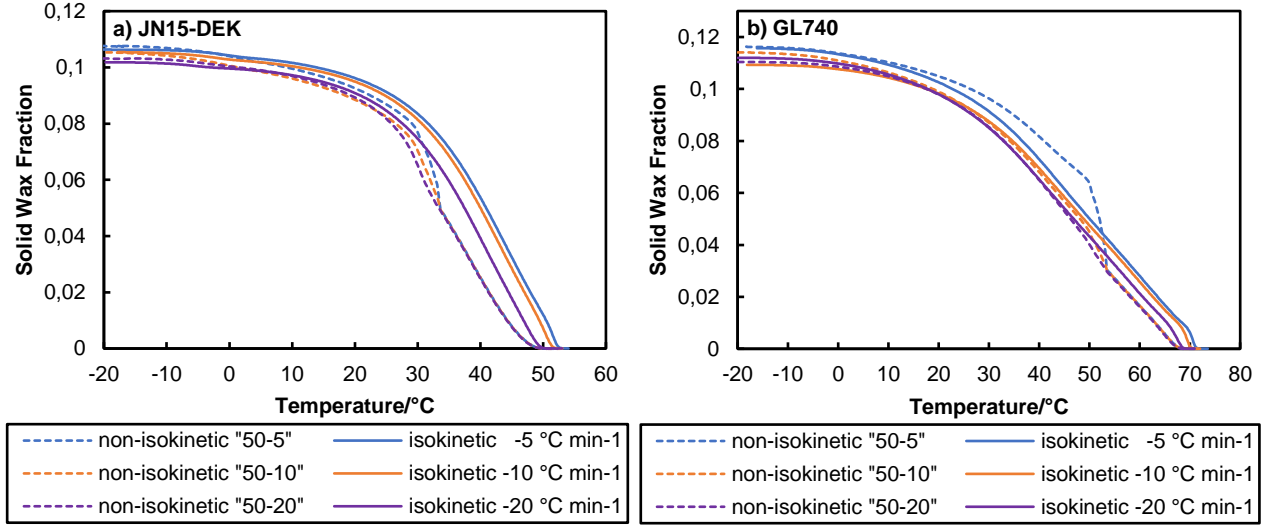 a) JN15-DEK
Solid Wax Fraction
0,12
0,1
0,08
0,06
0,04
0,02
0
-20 -10 0 10 20 30 40 50 60
Temperature/°C
non-isokinetic "50-5" isokinetic -5 °C min-1
non-isokinetic "50-10" isokinetic -10 °C min-1
non-isokinetic "50-20" isokinetic -20 °C min-1
b) GL740
Solid Wax Fraction
0,12
0,1
0,08
0,06
0,04
0,02
0
-20 -10 0 10 20 30 40 50 60 70 80
Temperature/°C
non-isokinetic "50-5" isokinetic -5 °C min-1
non-isokinetic "50-10" isokinetic -10 °C min-1
non-isokinetic "50-20" isokinetic -20 °C min-1